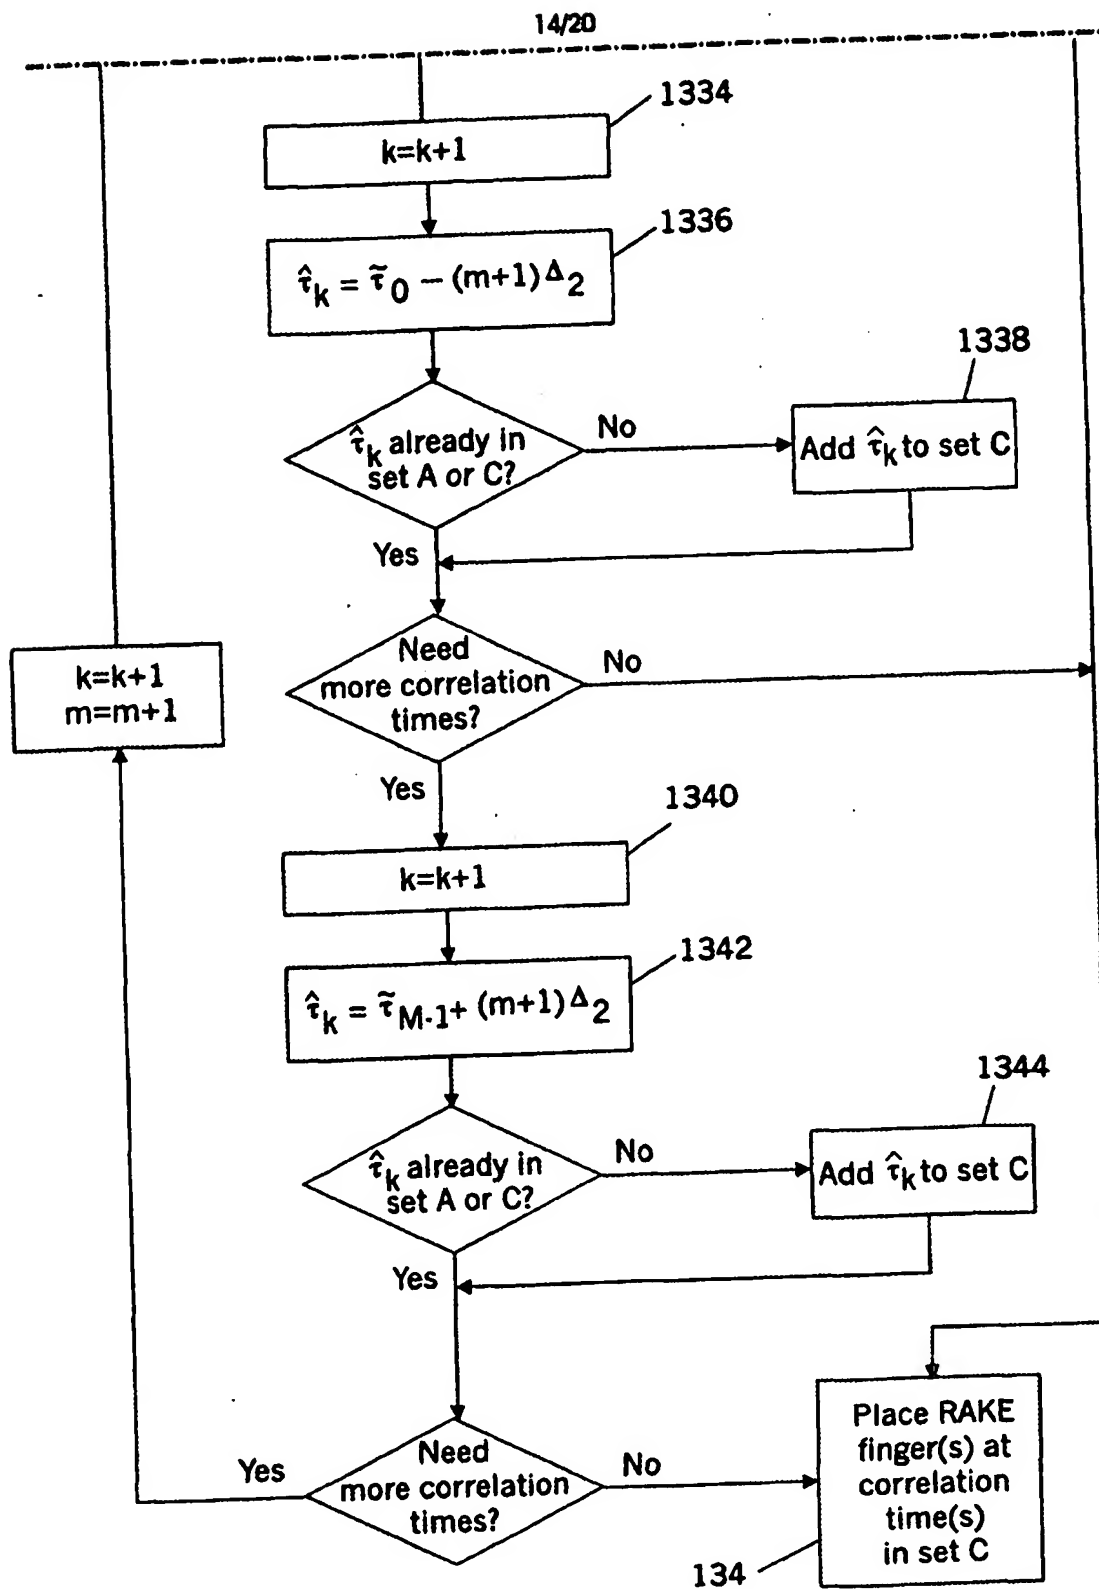 14/20
1334
k=k+1
1336
τ̂k = τ̃0 − (m+1)Δ2
1338
τ̂k already in
set A or C?
No
Add τ̂k to set C
Yes
Need
more correlation
times?
No
k=k+1
m=m+1
Yes
1340
k=k+1
1342
τ̂k = τ̃M-1+ (m+1)Δ2
1344
τ̂k already in
set A or C?
No
Add τ̂k to set C
Yes
Need
more correlation
times?
Yes
No
Place RAKE
finger(s) at
correlation
time(s)
in set C
134